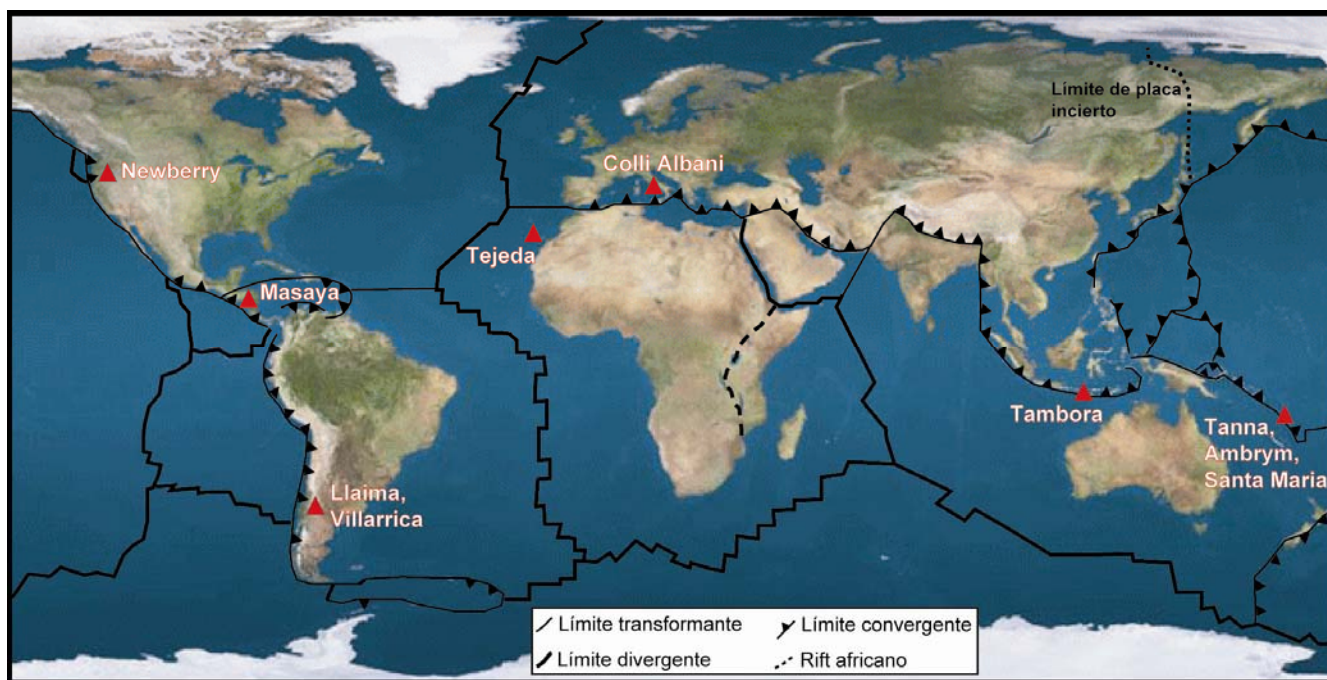 Límite de placa
incierto
Newberry
Colli Albani
Tejeda
Masaya
Tambora
Tanna,
Ambrym,
Santa Maria
Llaima,
Villarrica
Límite transformante
Límite convergente
Límite divergente
Rift africano